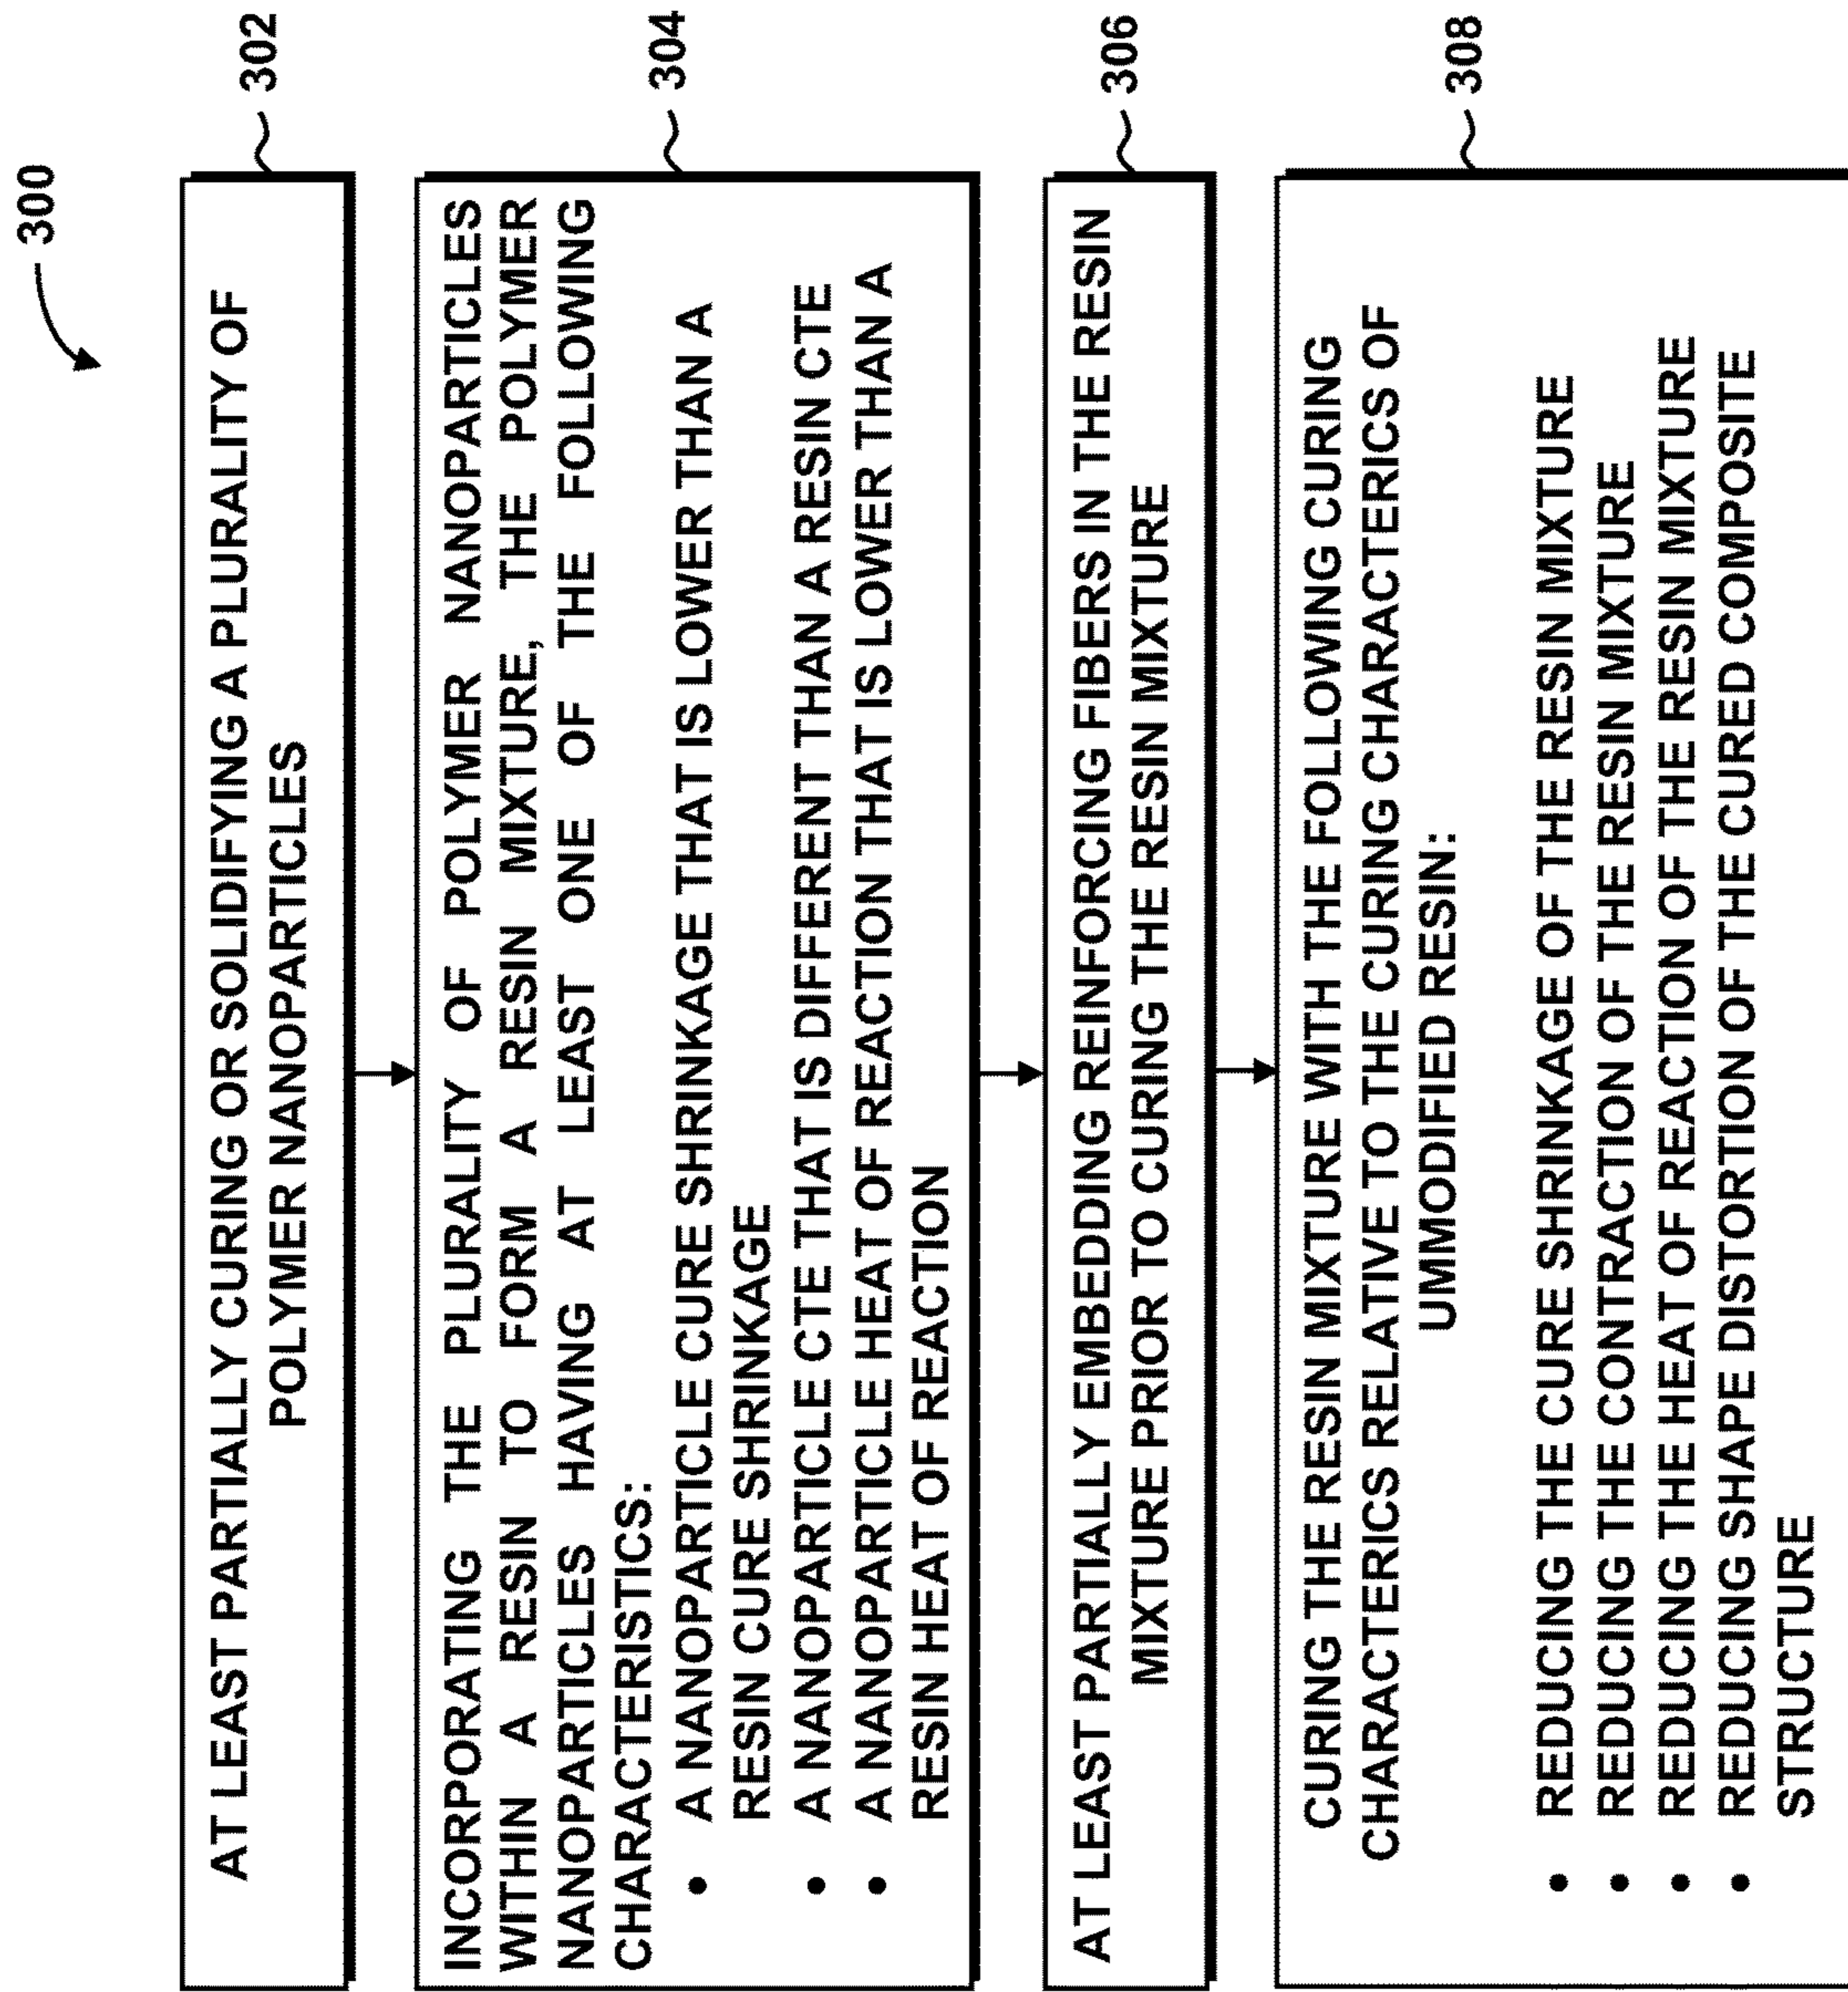 300
AT LEAST PARTIALLY CURING OR SOLIDIFYING A PLURALITY OF
POLYMER NANOPARTICLES
302
INCORPORATING THE PLURALITY OF POLYMER NANOPARTICLES
WITHIN A RESIN TO FORM A RESIN MIXTURE, THE POLYMER
NANOPARTICLES HAVING AT LEAST ONE OF THE FOLLOWING
CHARACTERISTICS:
• A NANOPARTICLE CURE SHRINKAGE THAT IS LOWER THAN A
RESIN CURE SHRINKAGE
• A NANOPARTICLE CTE THAT IS DIFFERENT THAN A RESIN CTE
• A NANOPARTICLE HEAT OF REACTION THAT IS LOWER THAN A
RESIN HEAT OF REACTION
304
AT LEAST PARTIALLY EMBEDDING REINFORCING FIBERS IN THE RESIN
MIXTURE PRIOR TO CURING THE RESIN MIXTURE
306
CURING THE RESIN MIXTURE WITH THE FOLLOWING CURING
CHARACTERICS RELATIVE TO THE CURING CHARACTERICS OF
UMMODIFIED RESIN:
• REDUCING THE CURE SHRINKAGE OF THE RESIN MIXTURE
• REDUCING THE CONTRACTION OF THE RESIN MIXTURE
• REDUCING THE HEAT OF REACTION OF THE RESIN MIXTURE
• REDUCING SHAPE DISTORTION OF THE CURED COMPOSITE
STRUCTURE
308